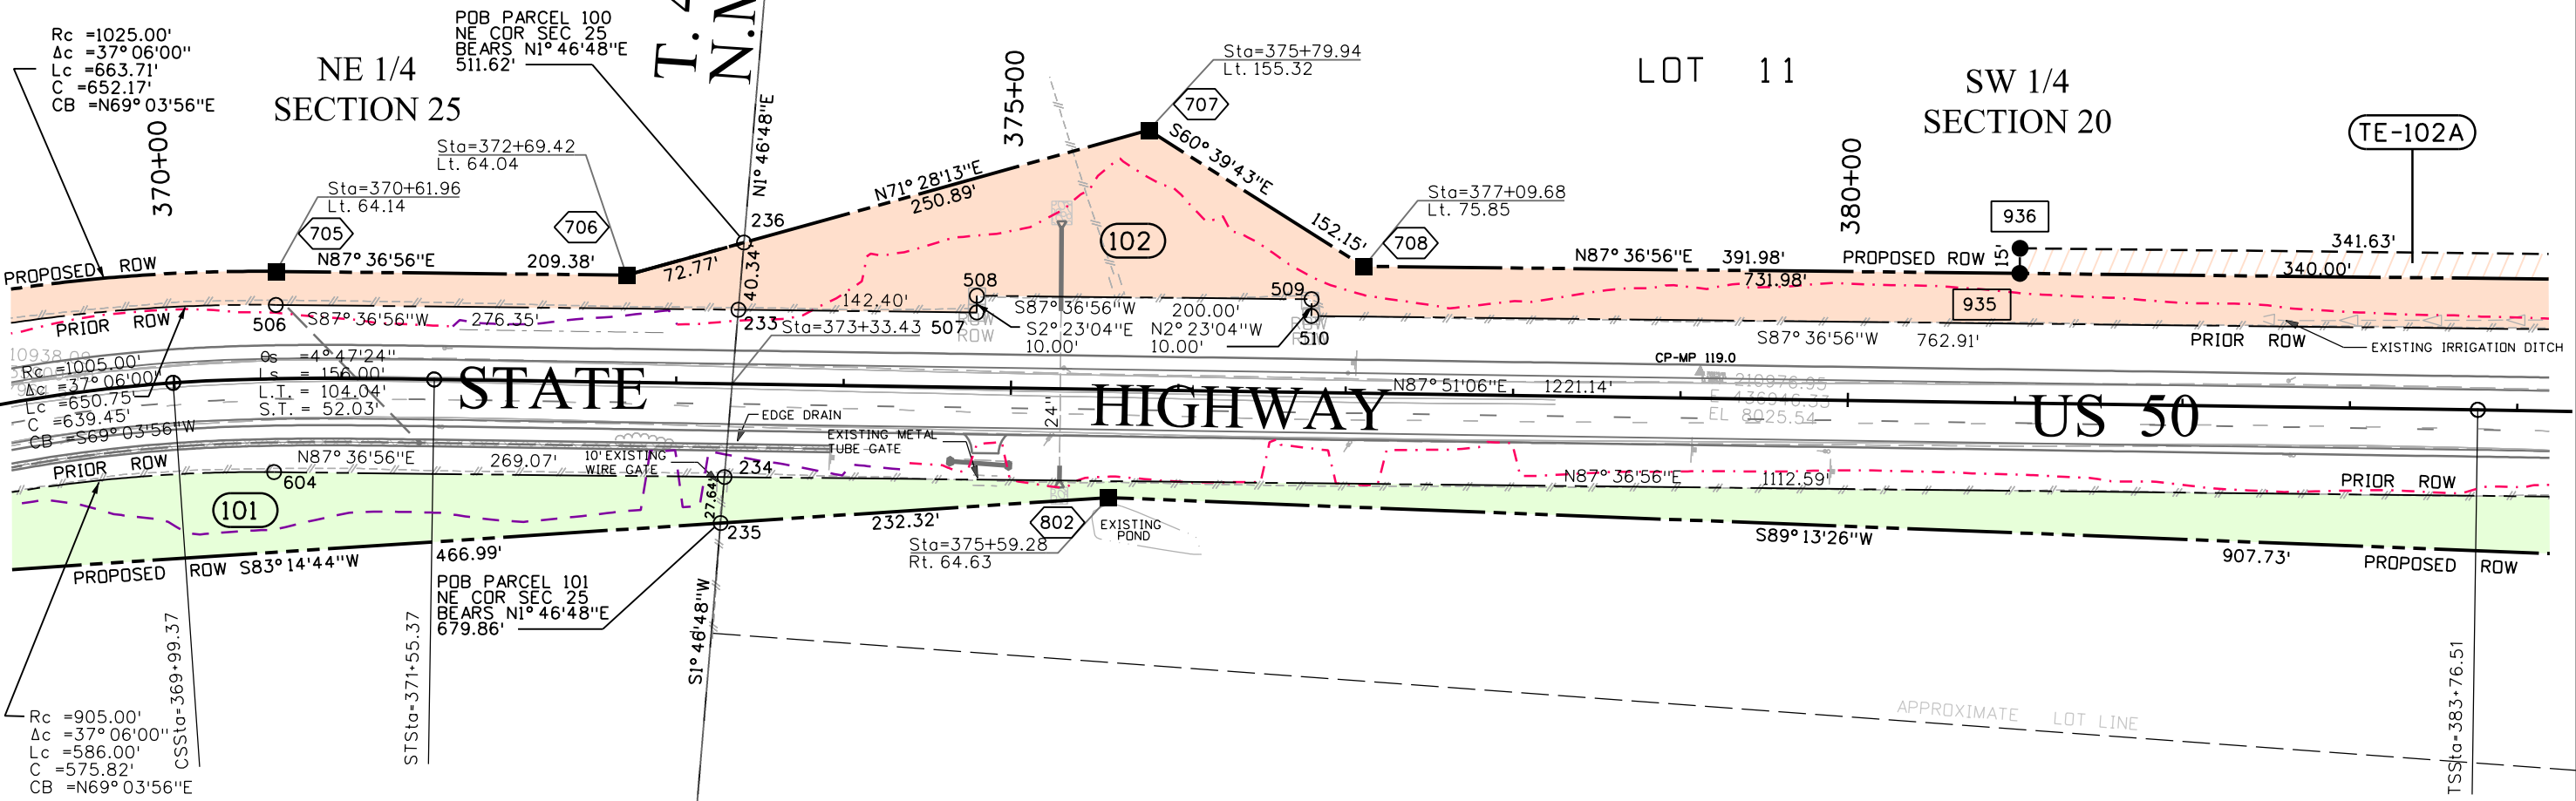 Rc =1025.00'
Δc =37°06'00"
Lc =663.71'
C =652.17'
CB =N69°03'56"E
NE 1/4
SECTION 25
POB PARCEL 100
NE COR SEC 25
BEARS N1°46'48"E
511.62'
T. 4
N.M
N1°46'48"E
370+00
375+00
380+00
Sta=375+79.94
Lt. 155.32
707
LOT 11
SW 1/4
SECTION 20
TE-102A
Sta=372+69.42
Lt. 64.04
706
Sta=370+61.96
Lt. 64.14
705
N71°28'13"E
250.89'
S60°39'43"E
152.15'
Sta=377+09.68
Lt. 75.85
708
936
935
15'
341.63'
340.00'
PROPOSED ROW
N87°36'56"E 209.38'
72.77'
236
40.34'
102
N87°36'56"E 391.98' PROPOSED ROW
731.98'
PRIOR ROW
506
S87°36'56"W 276.35'
233
142.40'
Sta=373+33.43
507
508
ROW
ROW
S87°36'56"W 200.00'
S2°23'04"E
10.00'
N2°23'04"W
10.00'
509
510
ROW
S87°36'56"W 762.91'
PRIOR ROW
EXISTING IRRIGATION DITCH
10938.09
Rc =1005.00'
Δc =37°06'00"
Lc =650.75'
C =639.45'
CB =S69°03'56"W
Θs =4°47'24"
Ls = 156.00'
L.T. = 104.04'
S.T. = 52.03'
STATE HIGHWAY US 50
N87°51'06"E 1221.14'
CP-MP 119.0
210976.95
E 436946.33
EL 8025.54
24"
EDGE DRAIN
EXISTING METAL
TUBE GATE
10' EXISTING
WIRE GATE
PRIOR ROW
N87°36'56"E 269.07'
604
234
27.64'
235
101
N87°36'56"E 1112.59'
PRIOR ROW
232.32'
802
EXISTING
POND
Sta=375+59.28
Rt. 64.63
S89°13'26"W
907.73'
PROPOSED ROW
PROPOSED ROW S83°14'44"W
466.99'
POB PARCEL 101
NE COR SEC 25
BEARS N1°46'48"E
679.86'
S1°46'48"W
CSSta=369+99.37
STSta=371+55.37
TSSta=383+76.51
APPROXIMATE LOT LINE
Rc =905.00'
Δc =37°06'00"
Lc =586.00'
C =575.82'
CB =N69°03'56"E